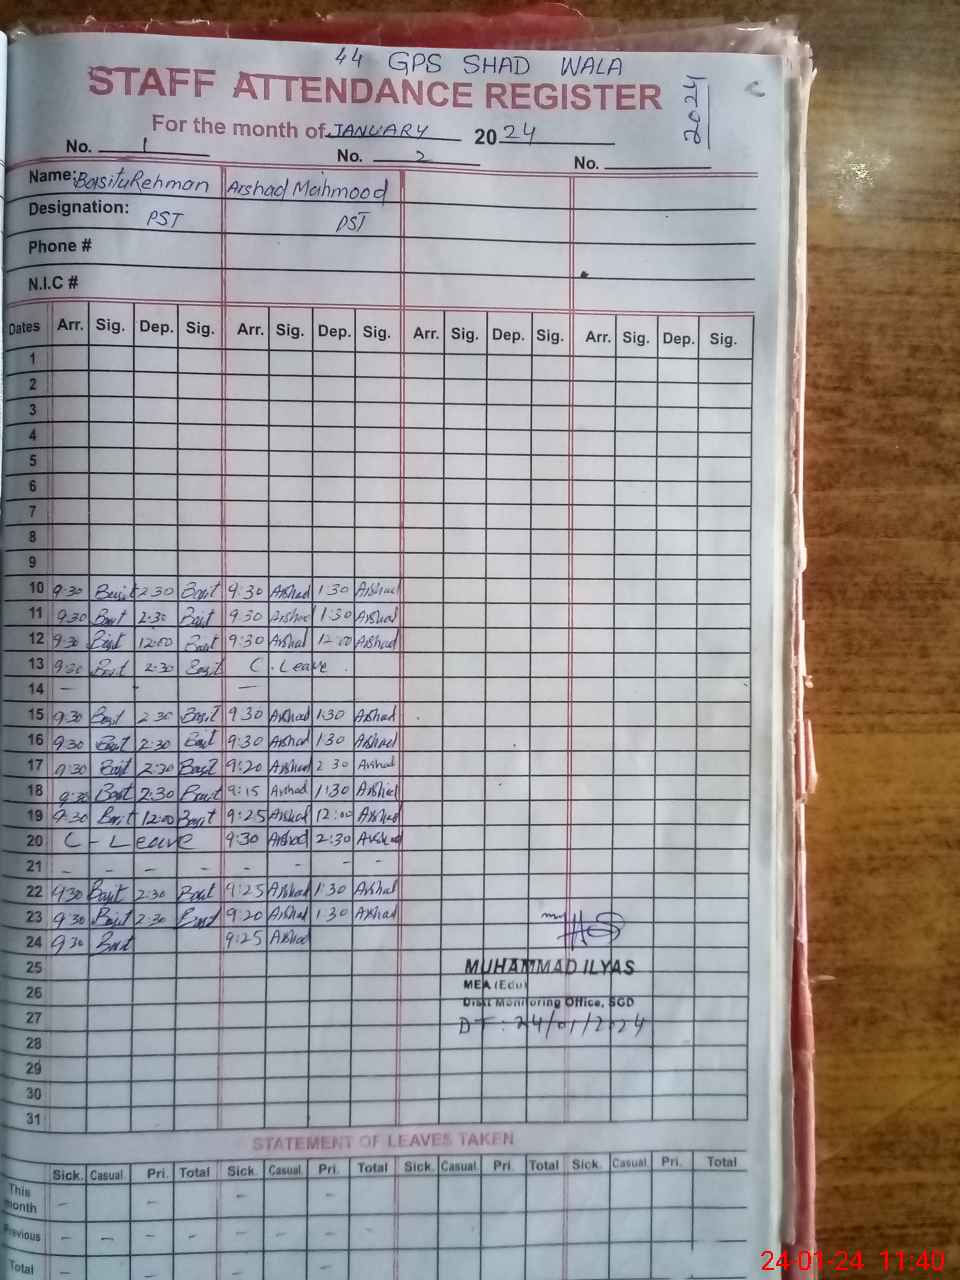 44 GPS SHAD WALA
STAFF ATTENDANCE REGISTER
2024
For the month of JANUARY 2024
No. 1 No. 2 No.
Name: BasituRehman Arshad Mahmood
Designation: PST PST
Phone #
N.I.C #
Dates Arr. Sig. Dep. Sig. Arr. Sig. Dep. Sig. Arr. Sig. Dep. Sig. Arr. Sig. Dep. Sig.
1
2
3
4
5
6
7
8
9
10 9:30 Basit 2:30 Basit 9:30 Arshad 1:30 Arshad
11 9:30 Basit 2:30 Basit 9:30 Arshad 1:30 Arshad
12 9:30 Basit 12:00 Basit 9:30 Arshad 12:00 Arshad
13 9:30 Basit 2:30 Basit C. Leave
14 — - —
15 9:30 Basit 2:30 Basit 9:30 Arshad 1:30 Arshad
16 9:30 Basit 2:30 Basit 9:30 Arshad 1:30 Arshad
17 9:30 Basit 2:30 Basit 9:20 Arshad 2:30 Arshad
18 9:30 Basit 2:30 Basit 9:15 Arshad 1:30 Arshad
19 9:30 Basit 12:00 Basit 9:25 Arshad 12:00 Arshad
20 C - Leave 9:30 Arshad 2:30 Arshad
21 - - - - - - - -
22 9:30 Basit 2:30 Basit 9:25 Arshad 1:30 Arshad
23 9:30 Basit 2:30 Basit 9:20 Arshad 1:30 Arshad
24 9:30 Basit 9:25 Arshad
25
MUHAMMAD ILYAS
26
MEA (Edu)
Distt Monitoring Office, SGD
27
DT: 24/01/2024
28
29
30
31
STATEMENT OF LEAVES TAKEN
Sick. Casual Pri. Total Sick. Casual. Pri. Total Sick. Casual. Pri. Total Sick. Casual. Pri. Total
This month - - - -
Previous - - - - - - - -
Total - - -
24-01-24 11:40